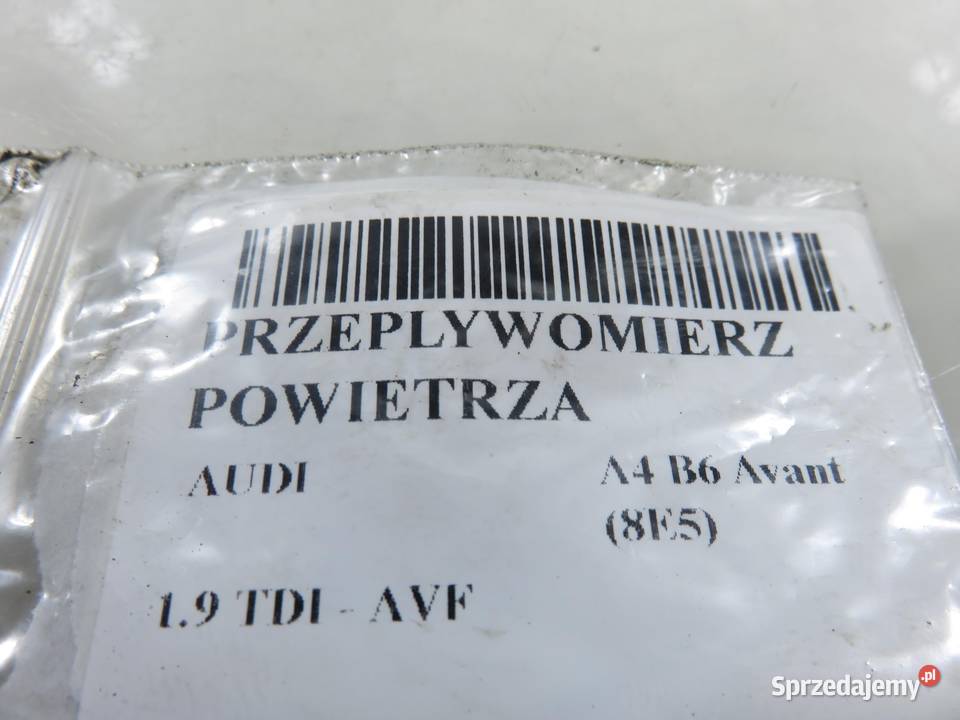 PRZEPLYWOMIERZ
POWIETRZA
AUDI A4 B6 Avant
(8E5)
1.9 TDI - AVF
Sprzedajemy.pl